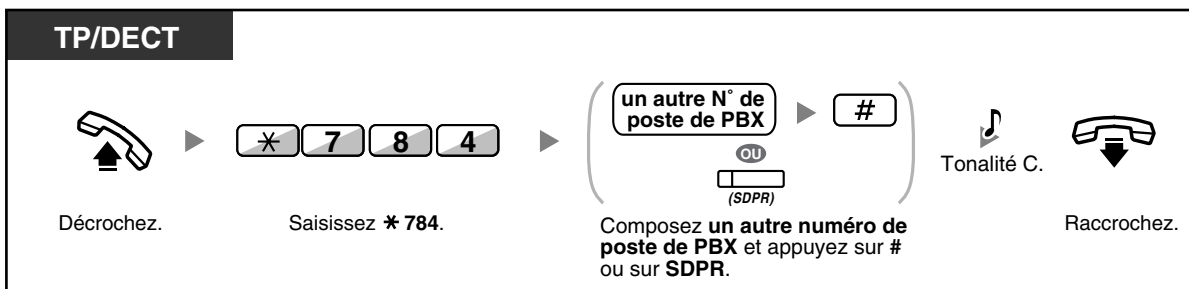 TP/DECT
un autre N° de
poste de PBX
#
* 7 8 4
OU
(SDPR)
Tonalité C.
Décrochez.
Saisissez * 784.
Composez un autre numéro de
poste de PBX et appuyez sur #
ou sur SDPR.
Raccrochez.